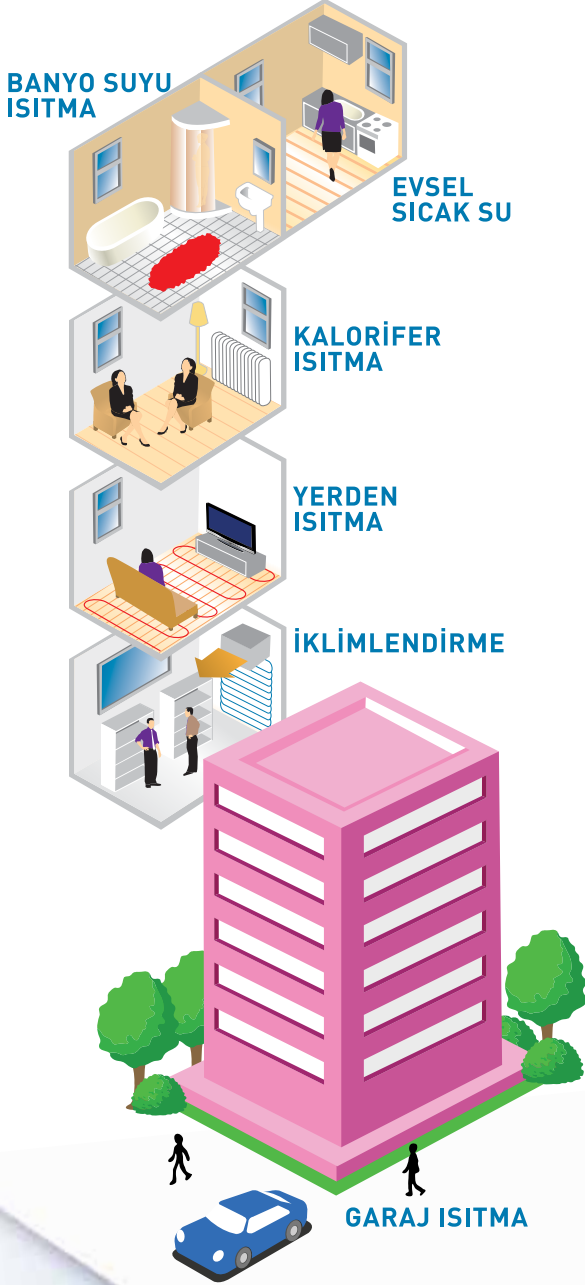 BANYO SUYU
ISITMA
EVSEL
SICAK SU
KALORİFER
ISITMA
YERDEN
ISITMA
İKLİMLENDİRME
GARAJ ISITMA